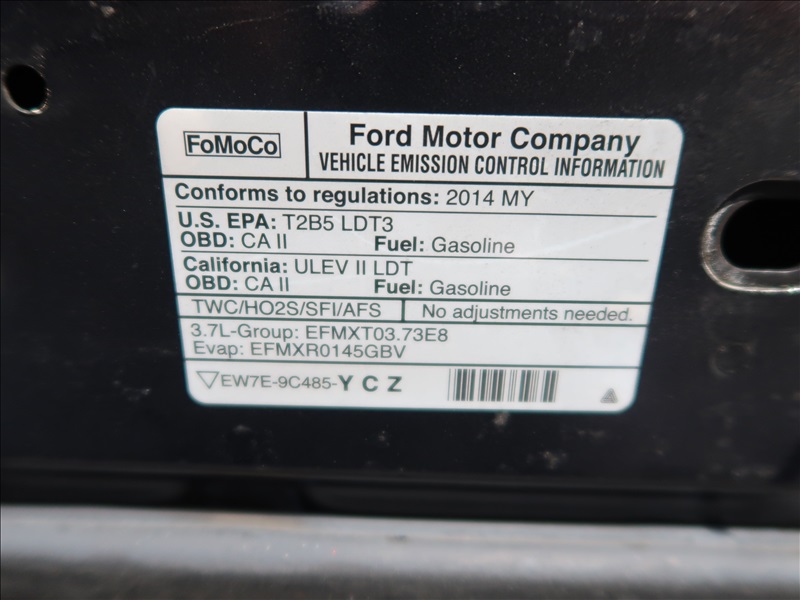 FoMoCo
Ford Motor Company
VEHICLE EMISSION CONTROL INFORMATION
Conforms to regulations: 2014 MY
U.S. EPA: T2B5 LDT3
OBD: CA II Fuel: Gasoline
California: ULEV II LDT
OBD: CA II Fuel: Gasoline
TWC/HO2S/SFI/AFS No adjustments needed.
3.7L-Group: EFMXT03.73E8
Evap: EFMXR0145GBV
EW7E-9C485-Y C Z